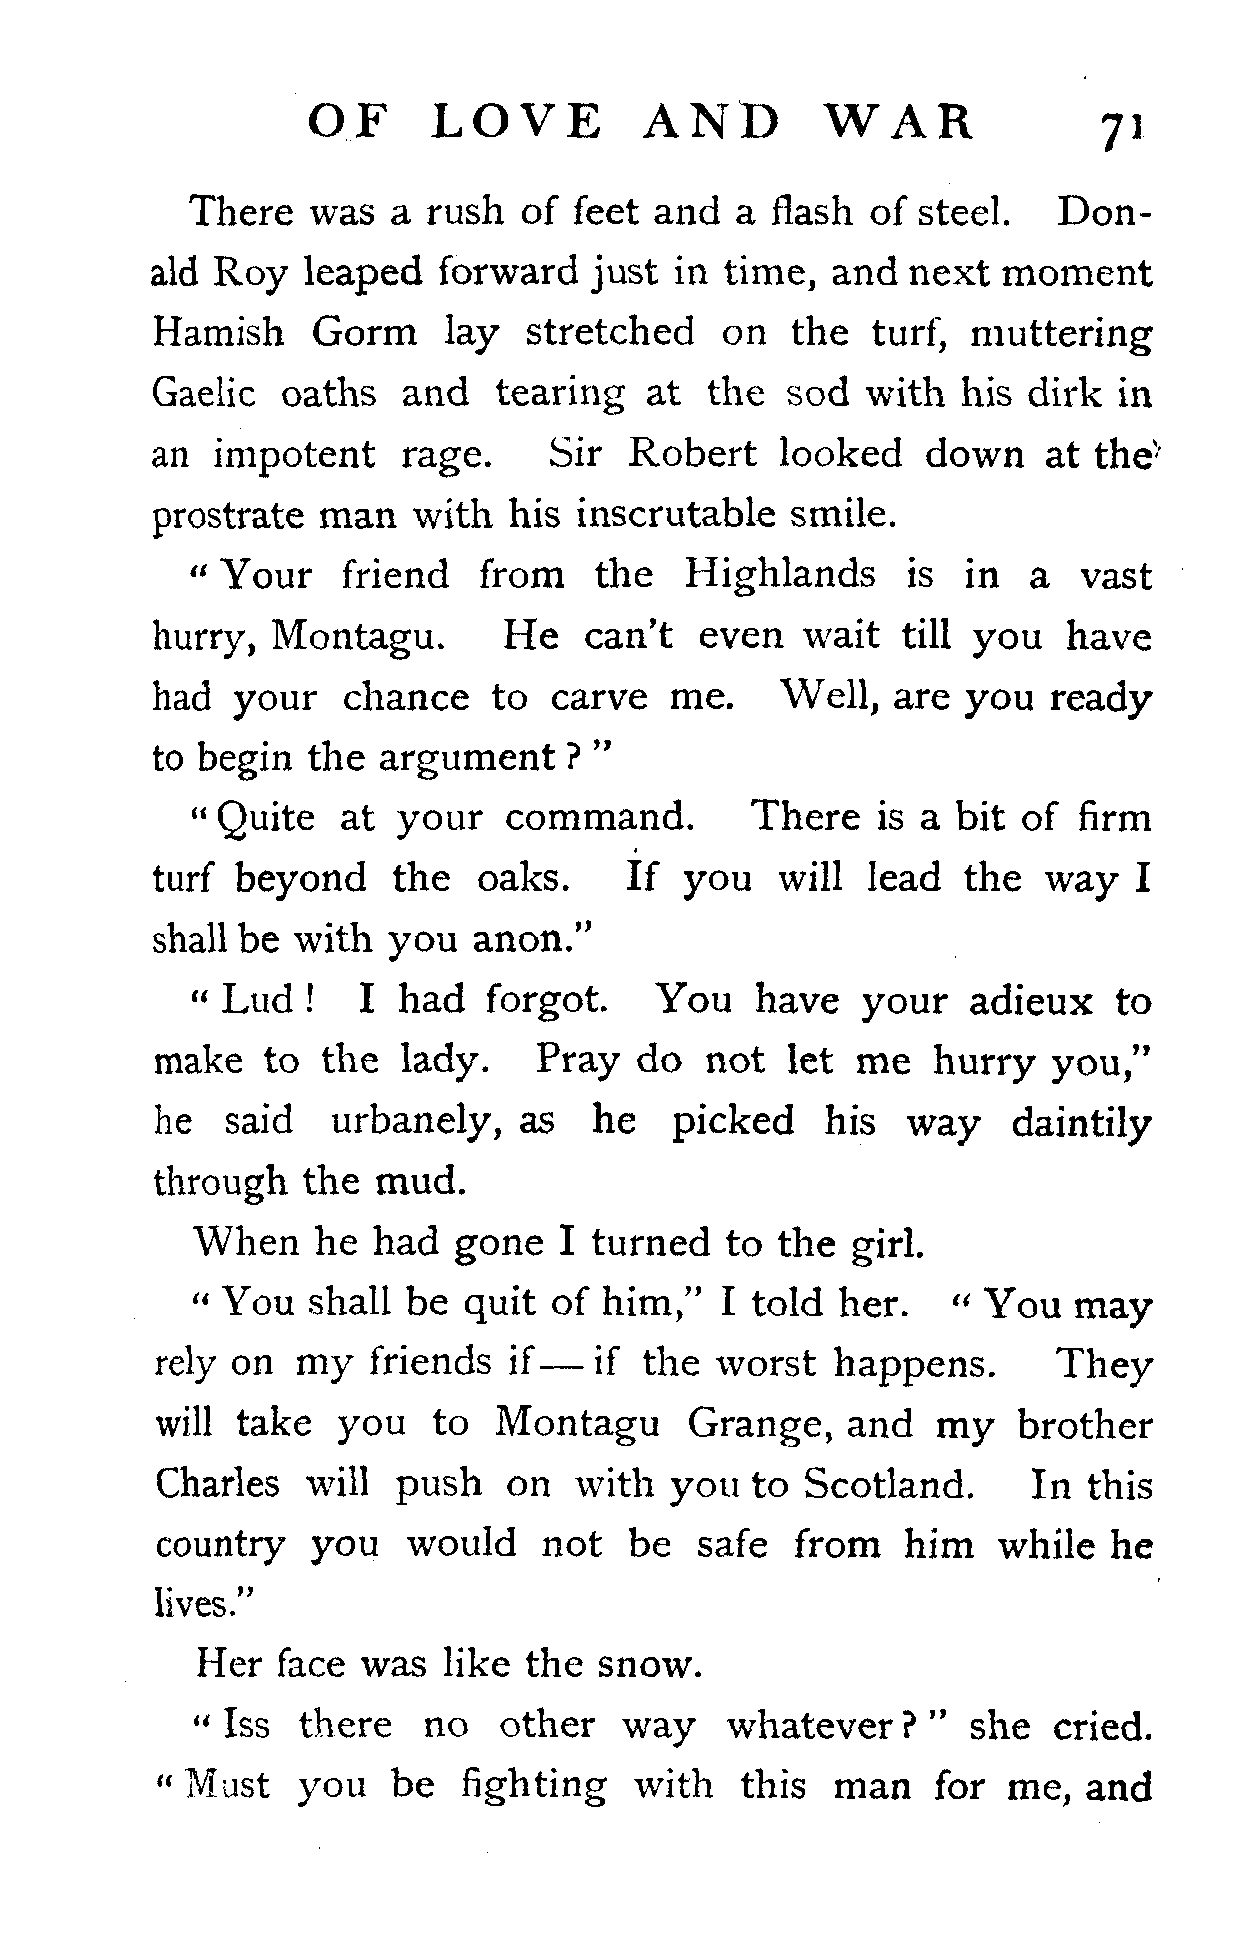 OF LOVE AND WAR 71
There was a rush of feet and a flash of steel. Don-
ald Roy leaped forward just in time, and next moment
Hamish Gorm lay stretched on the turf, muttering
Gaelic oaths and tearing at the sod with his dirk in
an impotent rage. Sir Robert looked down at the
prostrate man with his inscrutable smile.
“ Your friend from the Highlands is in a vast
hurry, Montagu. He can't even wait till you have
had your chance to carve me. Well, are you ready
to begin the argument ? ”
“ Quite at your command. There is a bit of firm
turf beyond the oaks. If you will lead the way I
shall be with you anon.”
“ Lud ! I had forgot. You have your adieux to
make to the lady. Pray do not let me hurry you,”
he said urbanely, as he picked his way daintily
through the mud.
When he had gone I turned to the girl.
“ You shall be quit of him,” I told her. “ You may
rely on my friends if— if the worst happens. They
will take you to Montagu Grange, and my brother
Charles will push on with you to Scotland. In this
country you would not be safe from him while he
lives.”
Her face was like the snow.
“ Iss there no other way whatever ? ” she cried.
“ Must you be fighting with this man for me, and